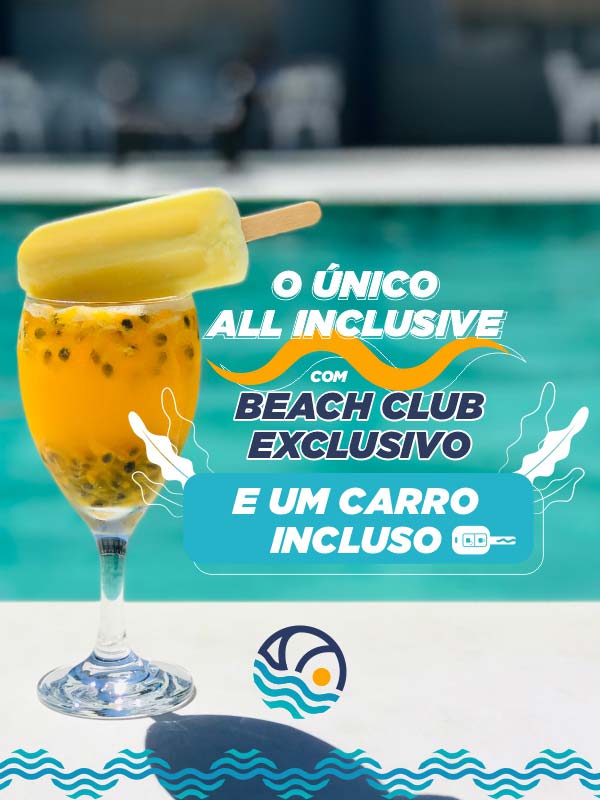 O ÚNICO
ALL INCLUSIVE
COM
BEACH CLUB
EXCLUSIVO
E UM CARRO
INCLUSO